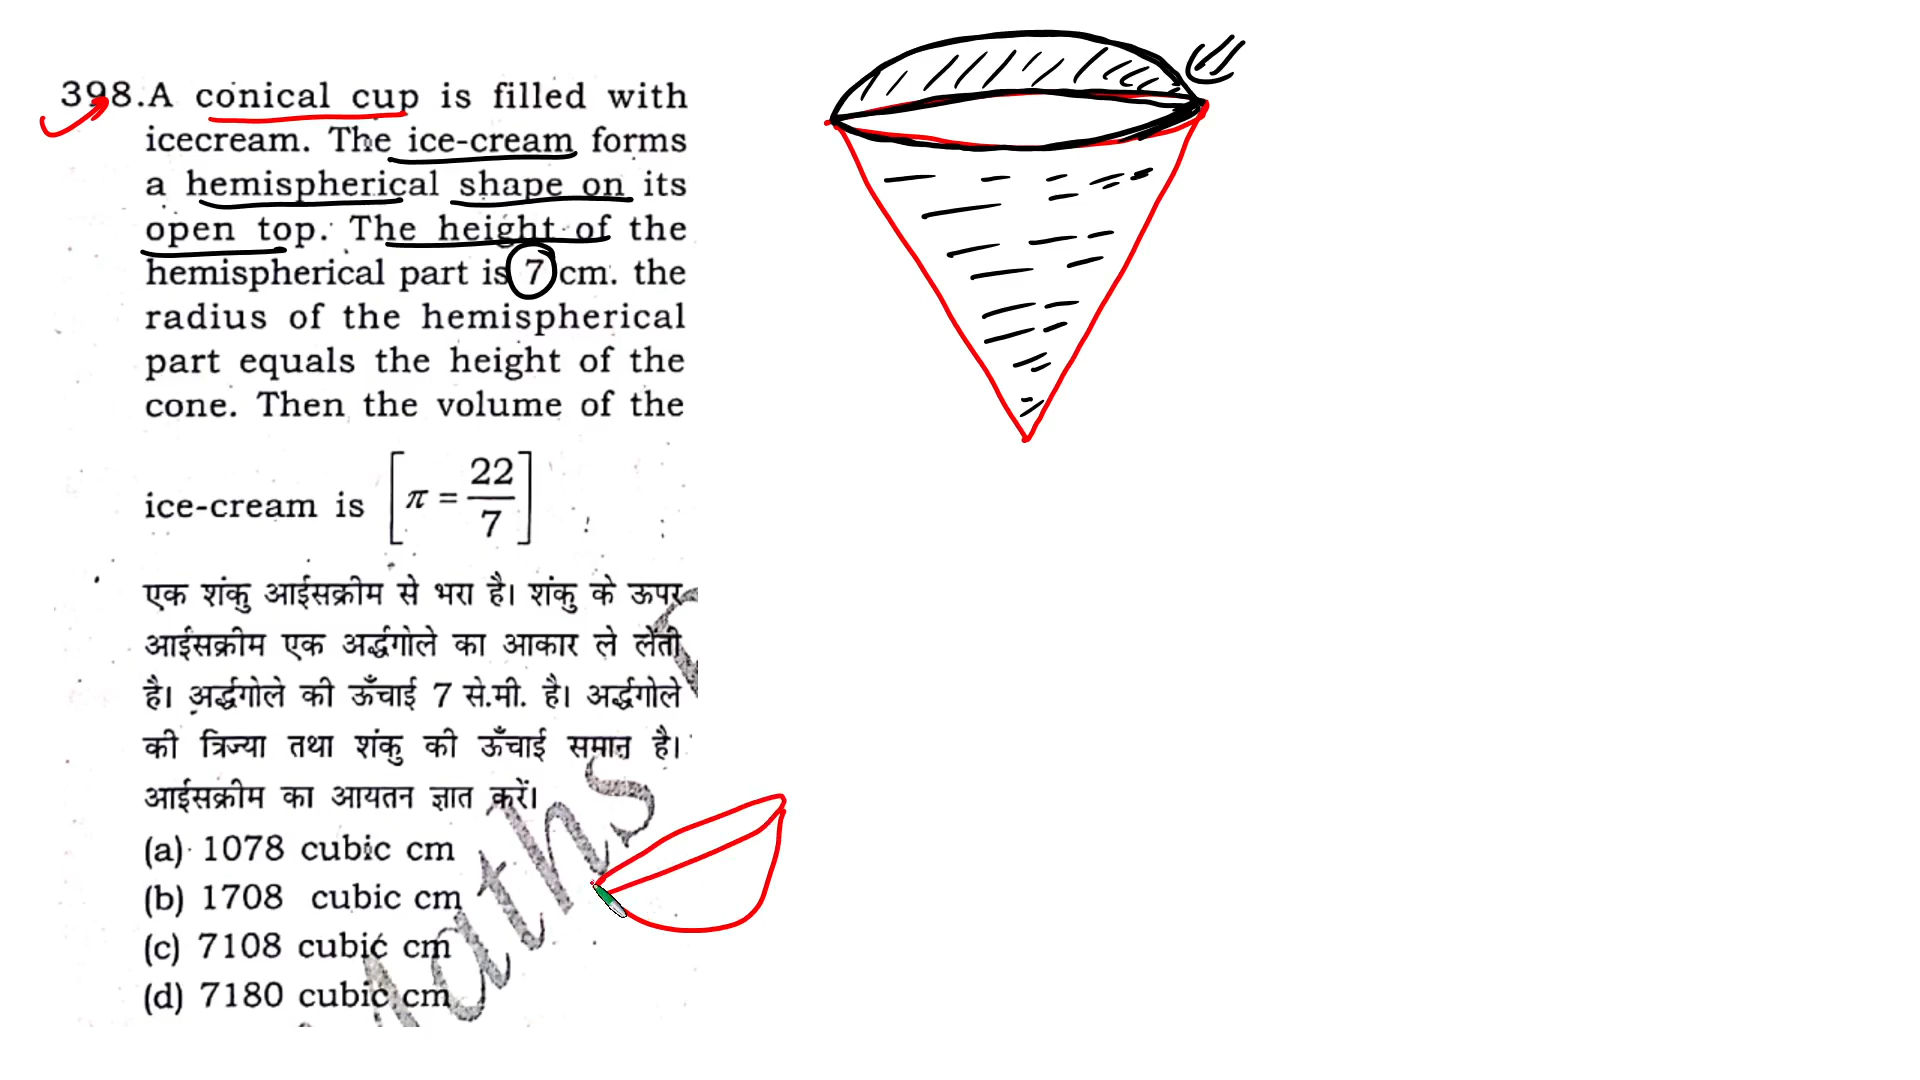 398. A conical cup is filled with
icecream. The ice-cream forms
a hemispherical shape on its
open top. The height of the
hemispherical part is 7 cm. the
radius of the hemispherical
part equals the height of the
cone. Then the volume of the
ice-cream is [π = 22/7]
एक शंकु आईसक्रीम से भरा है। शंकु के ऊपर
आईसक्रीम एक अर्द्धगोले का आकार ले लेती
है। अर्द्धगोले की ऊँचाई 7 से.मी. है। अर्द्धगोले
की त्रिज्या तथा शंकु की ऊँचाई समान है।
आईसक्रीम का आयतन ज्ञात करें।
(a) 1078 cubic cm
(b) 1708 cubic cm
(c) 7108 cubic cm
(d) 7180 cubic cm
Maths